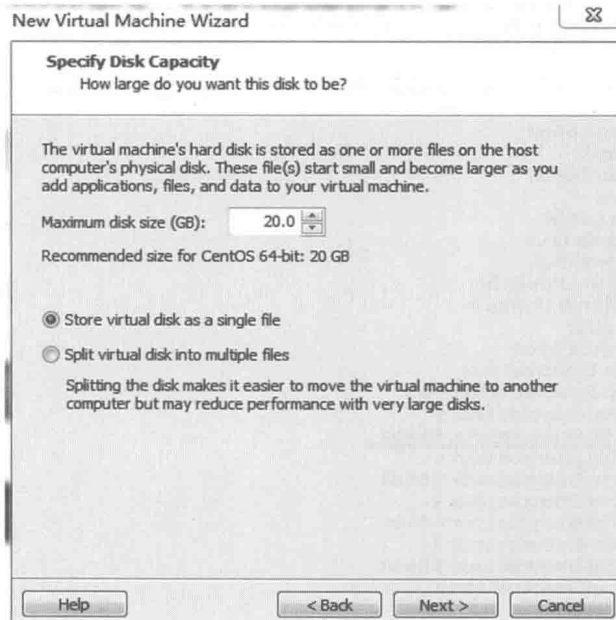 New Virtual Machine Wizard
Specify Disk Capacity
How large do you want this disk to be?
The virtual machine's hard disk is stored as one or more files on the host
computer's physical disk. These file(s) start small and become larger as you
add applications, files, and data to your virtual machine.
Maximum disk size (GB): 20.0
Recommended size for CentOS 64-bit: 20 GB
Store virtual disk as a single file
Split virtual disk into multiple files
Splitting the disk makes it easier to move the virtual machine to another
computer but may reduce performance with very large disks.
Help < Back Next > Cancel